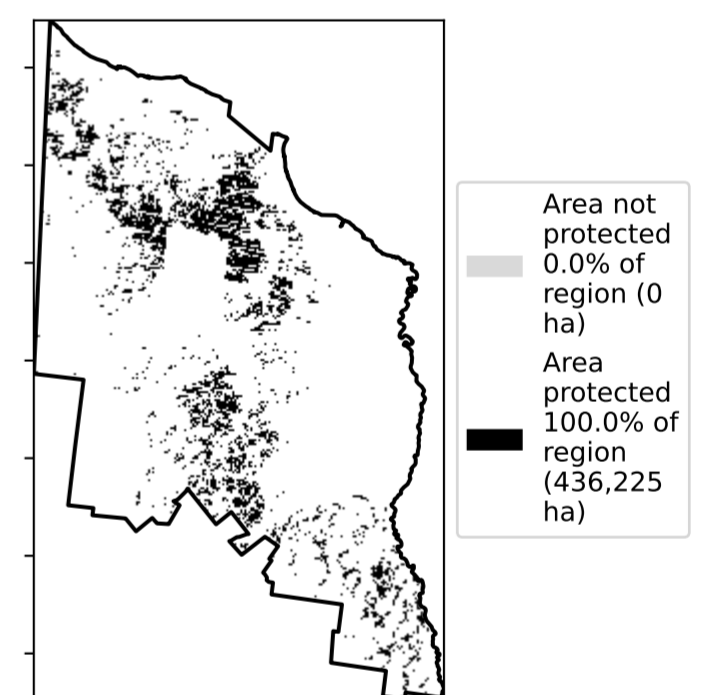 Area not
protected
0.0% of
region (0
ha)
Area
protected
100.0% of
region
(436,225
ha)